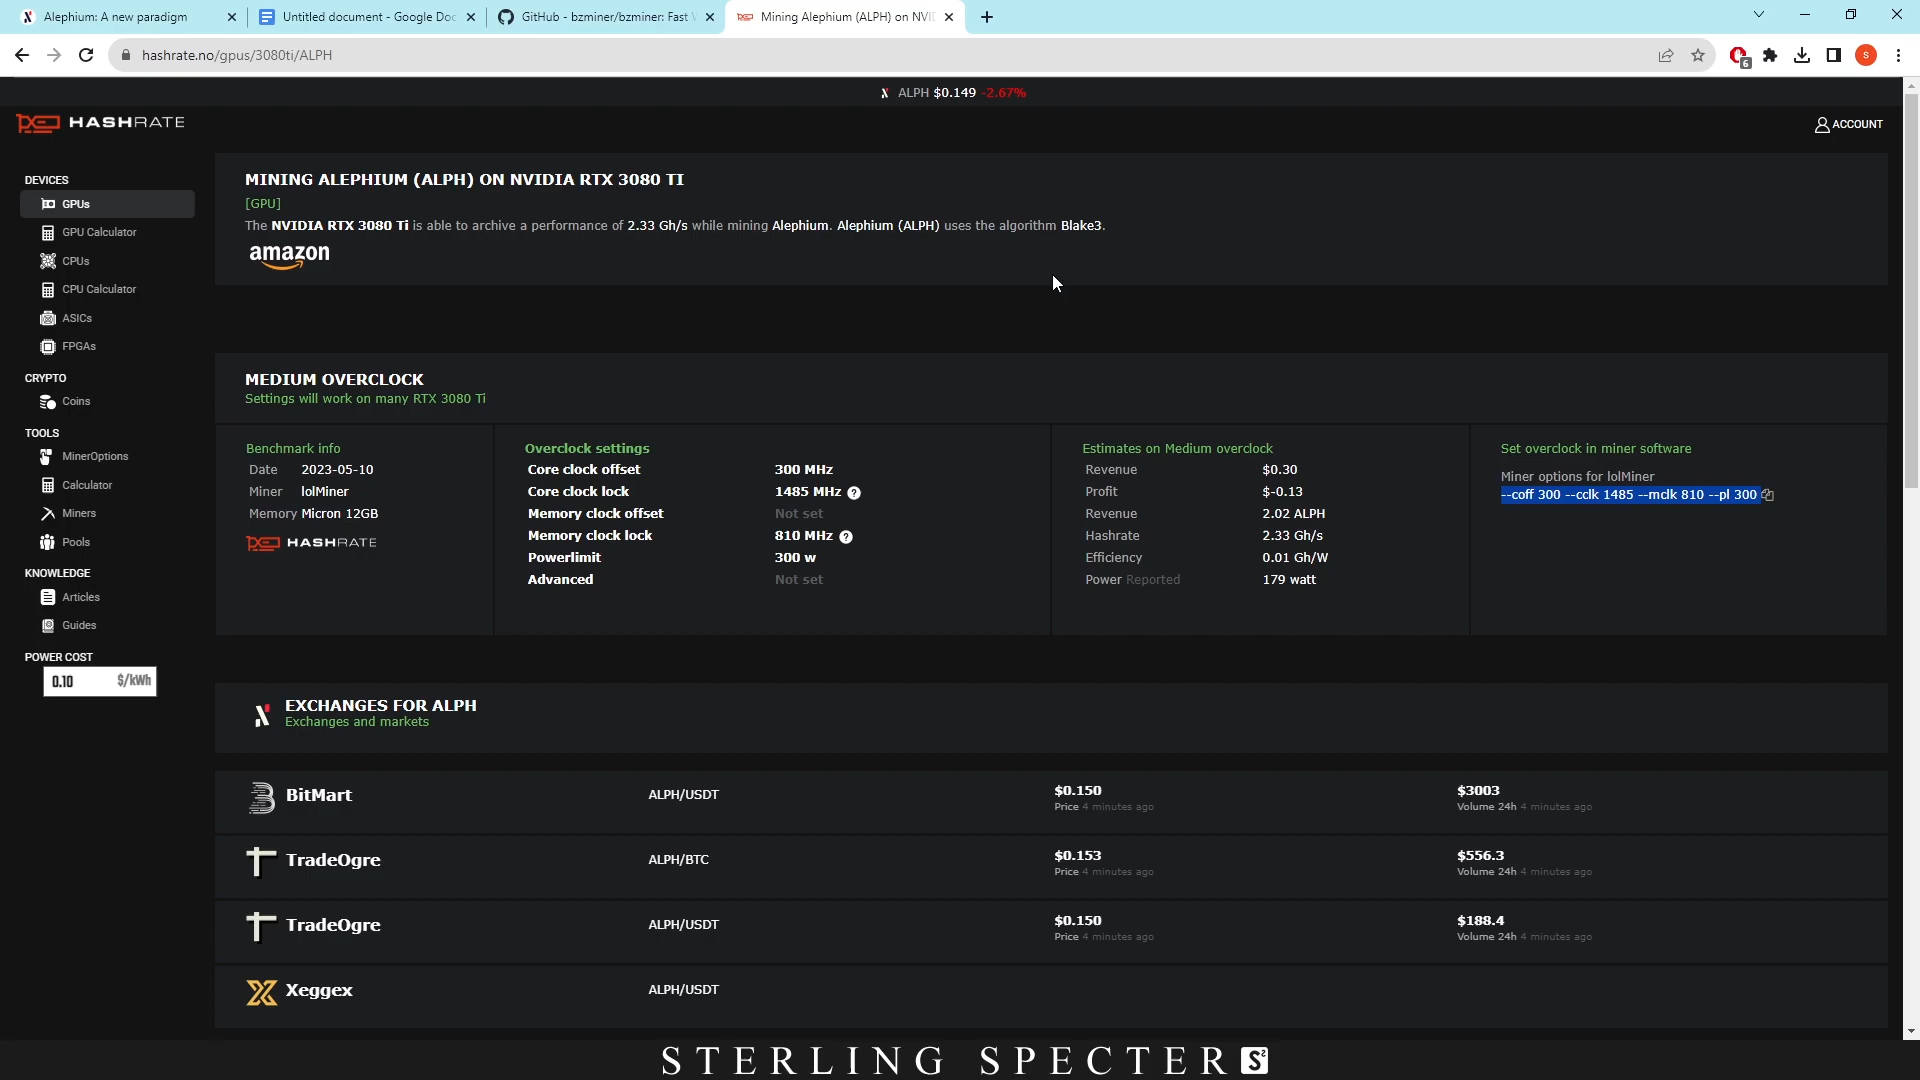 Alephium: A new paradigm
Untitled document - Google Doc
GitHub - bzminer/bzminer: Fast
Mining Alephium (ALPH) on NVI
hashrate.no/gpus/3080ti/ALPH
6
S
ALPH $0.149 -2.67%
HASHRATE
ACCOUNT
DEVICES
GPUs
GPU Calculator
CPUs
CPU Calculator
ASICs
FPGAs
CRYPTO
Coins
TOOLS
MinerOptions
Calculator
Miners
Pools
KNOWLEDGE
Articles
Guides
POWER COST
0.10 $/kWh
MINING ALEPHIUM (ALPH) ON NVIDIA RTX 3080 TI
[GPU]
The NVIDIA RTX 3080 Ti is able to archive a performance of 2.33 Gh/s while mining Alephium. Alephium (ALPH) uses the algorithm Blake3.
amazon
MEDIUM OVERCLOCK
Settings will work on many RTX 3080 Ti
Benchmark info
Date 2023-05-10
Miner lolMiner
Memory Micron 12GB
HASHRATE
Overclock settings
Core clock offset 300 MHz
Core clock lock 1485 MHz ?
Memory clock offset Not set
Memory clock lock 810 MHz ?
Powerlimit 300 w
Advanced Not set
Estimates on Medium overclock
Revenue $0.30
Profit $-0.13
Revenue 2.02 ALPH
Hashrate 2.33 Gh/s
Efficiency 0.01 Gh/W
Power Reported 179 watt
Set overclock in miner software
Miner options for lolMiner
--coff 300 --cclk 1485 --mclk 810 --pl 300
EXCHANGES FOR ALPH
Exchanges and markets
BitMart ALPH/USDT $0.150 $3003
Price 4 minutes ago Volume 24h 4 minutes ago
TradeOgre ALPH/BTC $0.153 $556.3
Price 4 minutes ago Volume 24h 4 minutes ago
TradeOgre ALPH/USDT $0.150 $188.4
Price 4 minutes ago Volume 24h 4 minutes ago
Xeggex ALPH/USDT
STERLING SPECTER S²